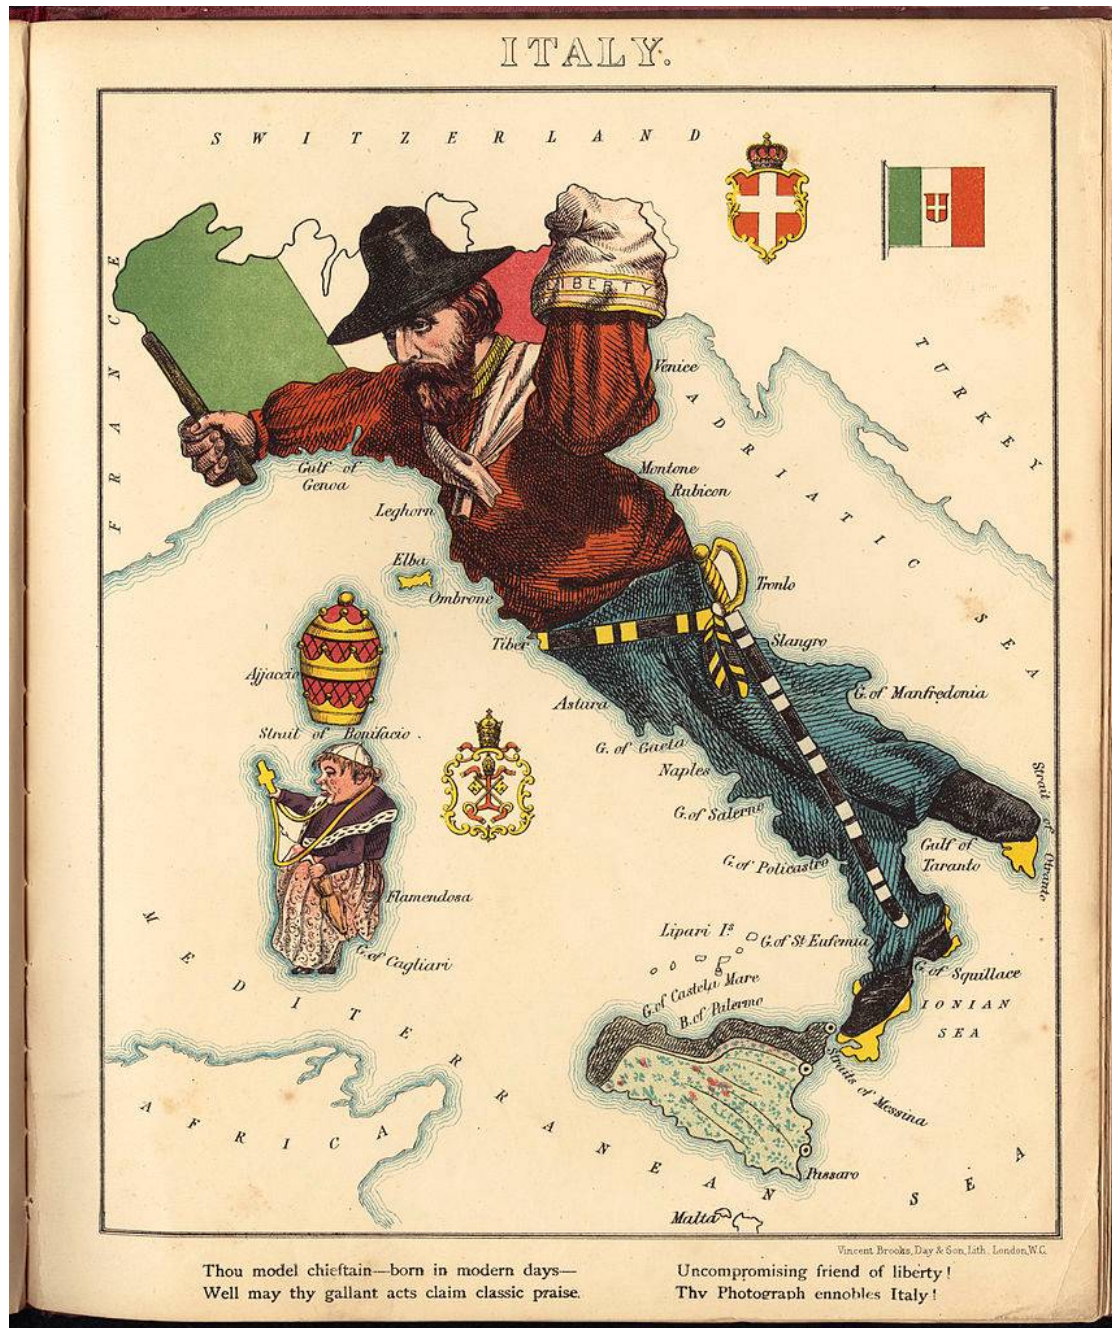 ITALY.
SWITZERLAND
FRANCE
LIBERTY
TURKEY
Venice
ADRIATIC SEA
Gulf of
Genoa
Montone
Rubicon
Leghorn
Elba
Ombrone
Tronto
Tiber
Slangro
Ajjaccio
Astura
G. of Manfredonia
Strait of Bonifacio.
G. of Gaeta
Naples
Strait of Otranto
G. of Salerno
Gulf of
Taranto
G. of Policastro
Flamendosa
Lipari Is
G. of St Eufemia
G. of Cagliari
G. of Squillace
G. of Castela Mare
B. of Palermo
IONIAN
SEA
MEDITERRANEAN SEA
Straits of Messina
AFRICA
Passaro
Malta
Vincent Brooks, Day & Son, Lith. London, W.C.
Thou model chieftain—born in modern days—
Well may thy gallant acts claim classic praise.
Uncompromising friend of liberty!
Thy Photograph ennobles Italy!